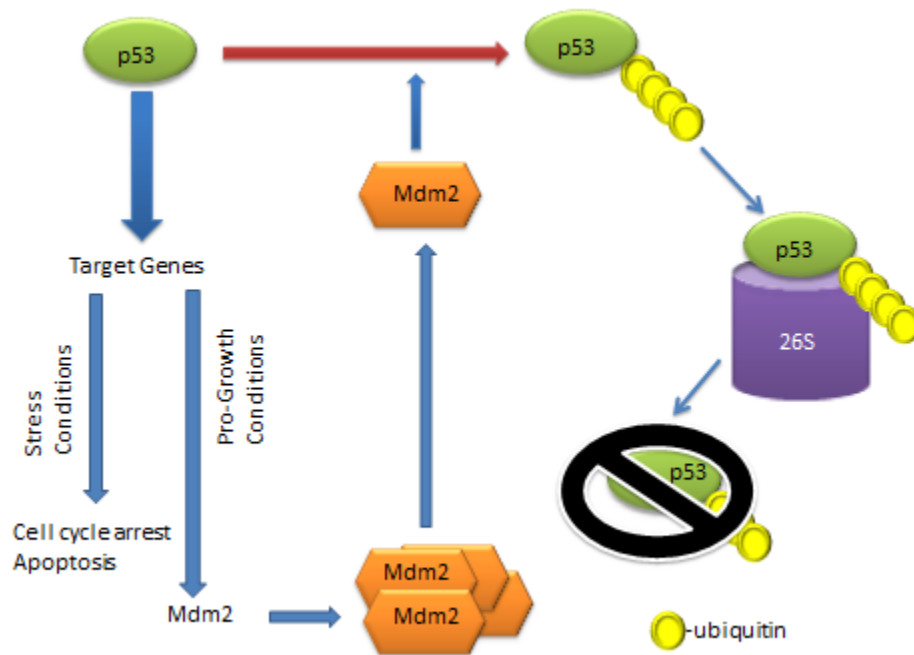 p53
p53
Mdm2
p53
Target Genes
26S
Stress
Conditions
Pro-Growth
Conditions
p53
Cell cycle arrest
Apoptosis
Mdm2
Mdm2
Mdm2
-ubiquitin